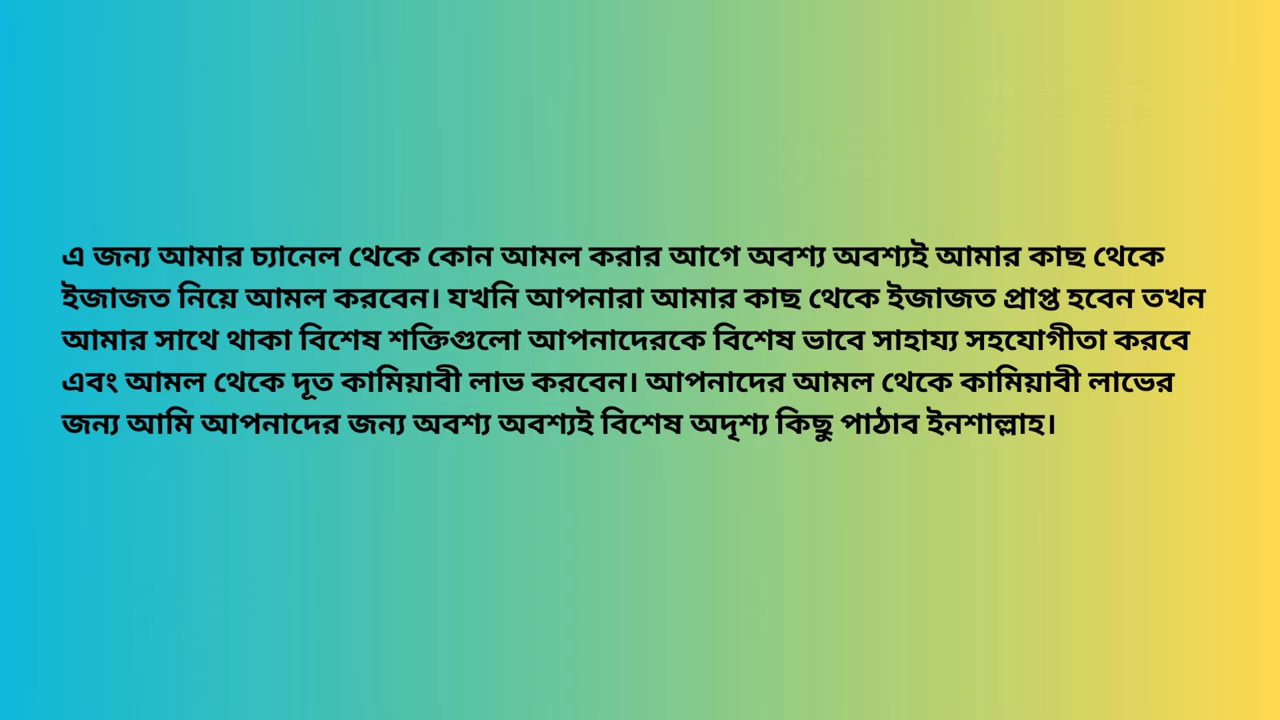 এ জন্য আমার চ্যানেল থেকে কোন আমল করার আগে অবশ্য অবশ্যই আমার কাছ থেকে
ইজাজত নিয়ে আমল করবেন। যখনি আপনারা আমার কাছ থেকে ইজাজত প্রাপ্ত হবেন তখন
আমার সাথে থাকা বিশেষ শক্তিগুলো আপনাদেরকে বিশেষ ভাবে সাহায্য সহযোগীতা করবে
এবং আমল থেকে দূত কামিয়াবী লাভ করবেন। আপনাদের আমল থেকে কামিয়াবী লাভের
জন্য আমি আপনাদের জন্য অবশ্য অবশ্যই বিশেষ অদৃশ্য কিছু পাঠাব ইনশাল্লাহ।